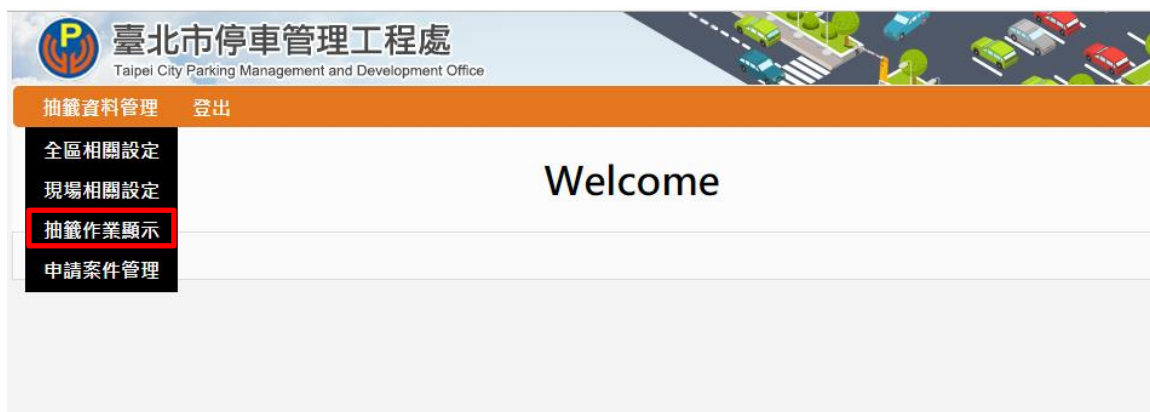 P
臺北市停車管理工程處
Taipei City Parking Management and Development Office
抽籤資料管理 登出
全區相關設定
現場相關設定
抽籤作業顯示
申請案件管理
Welcome